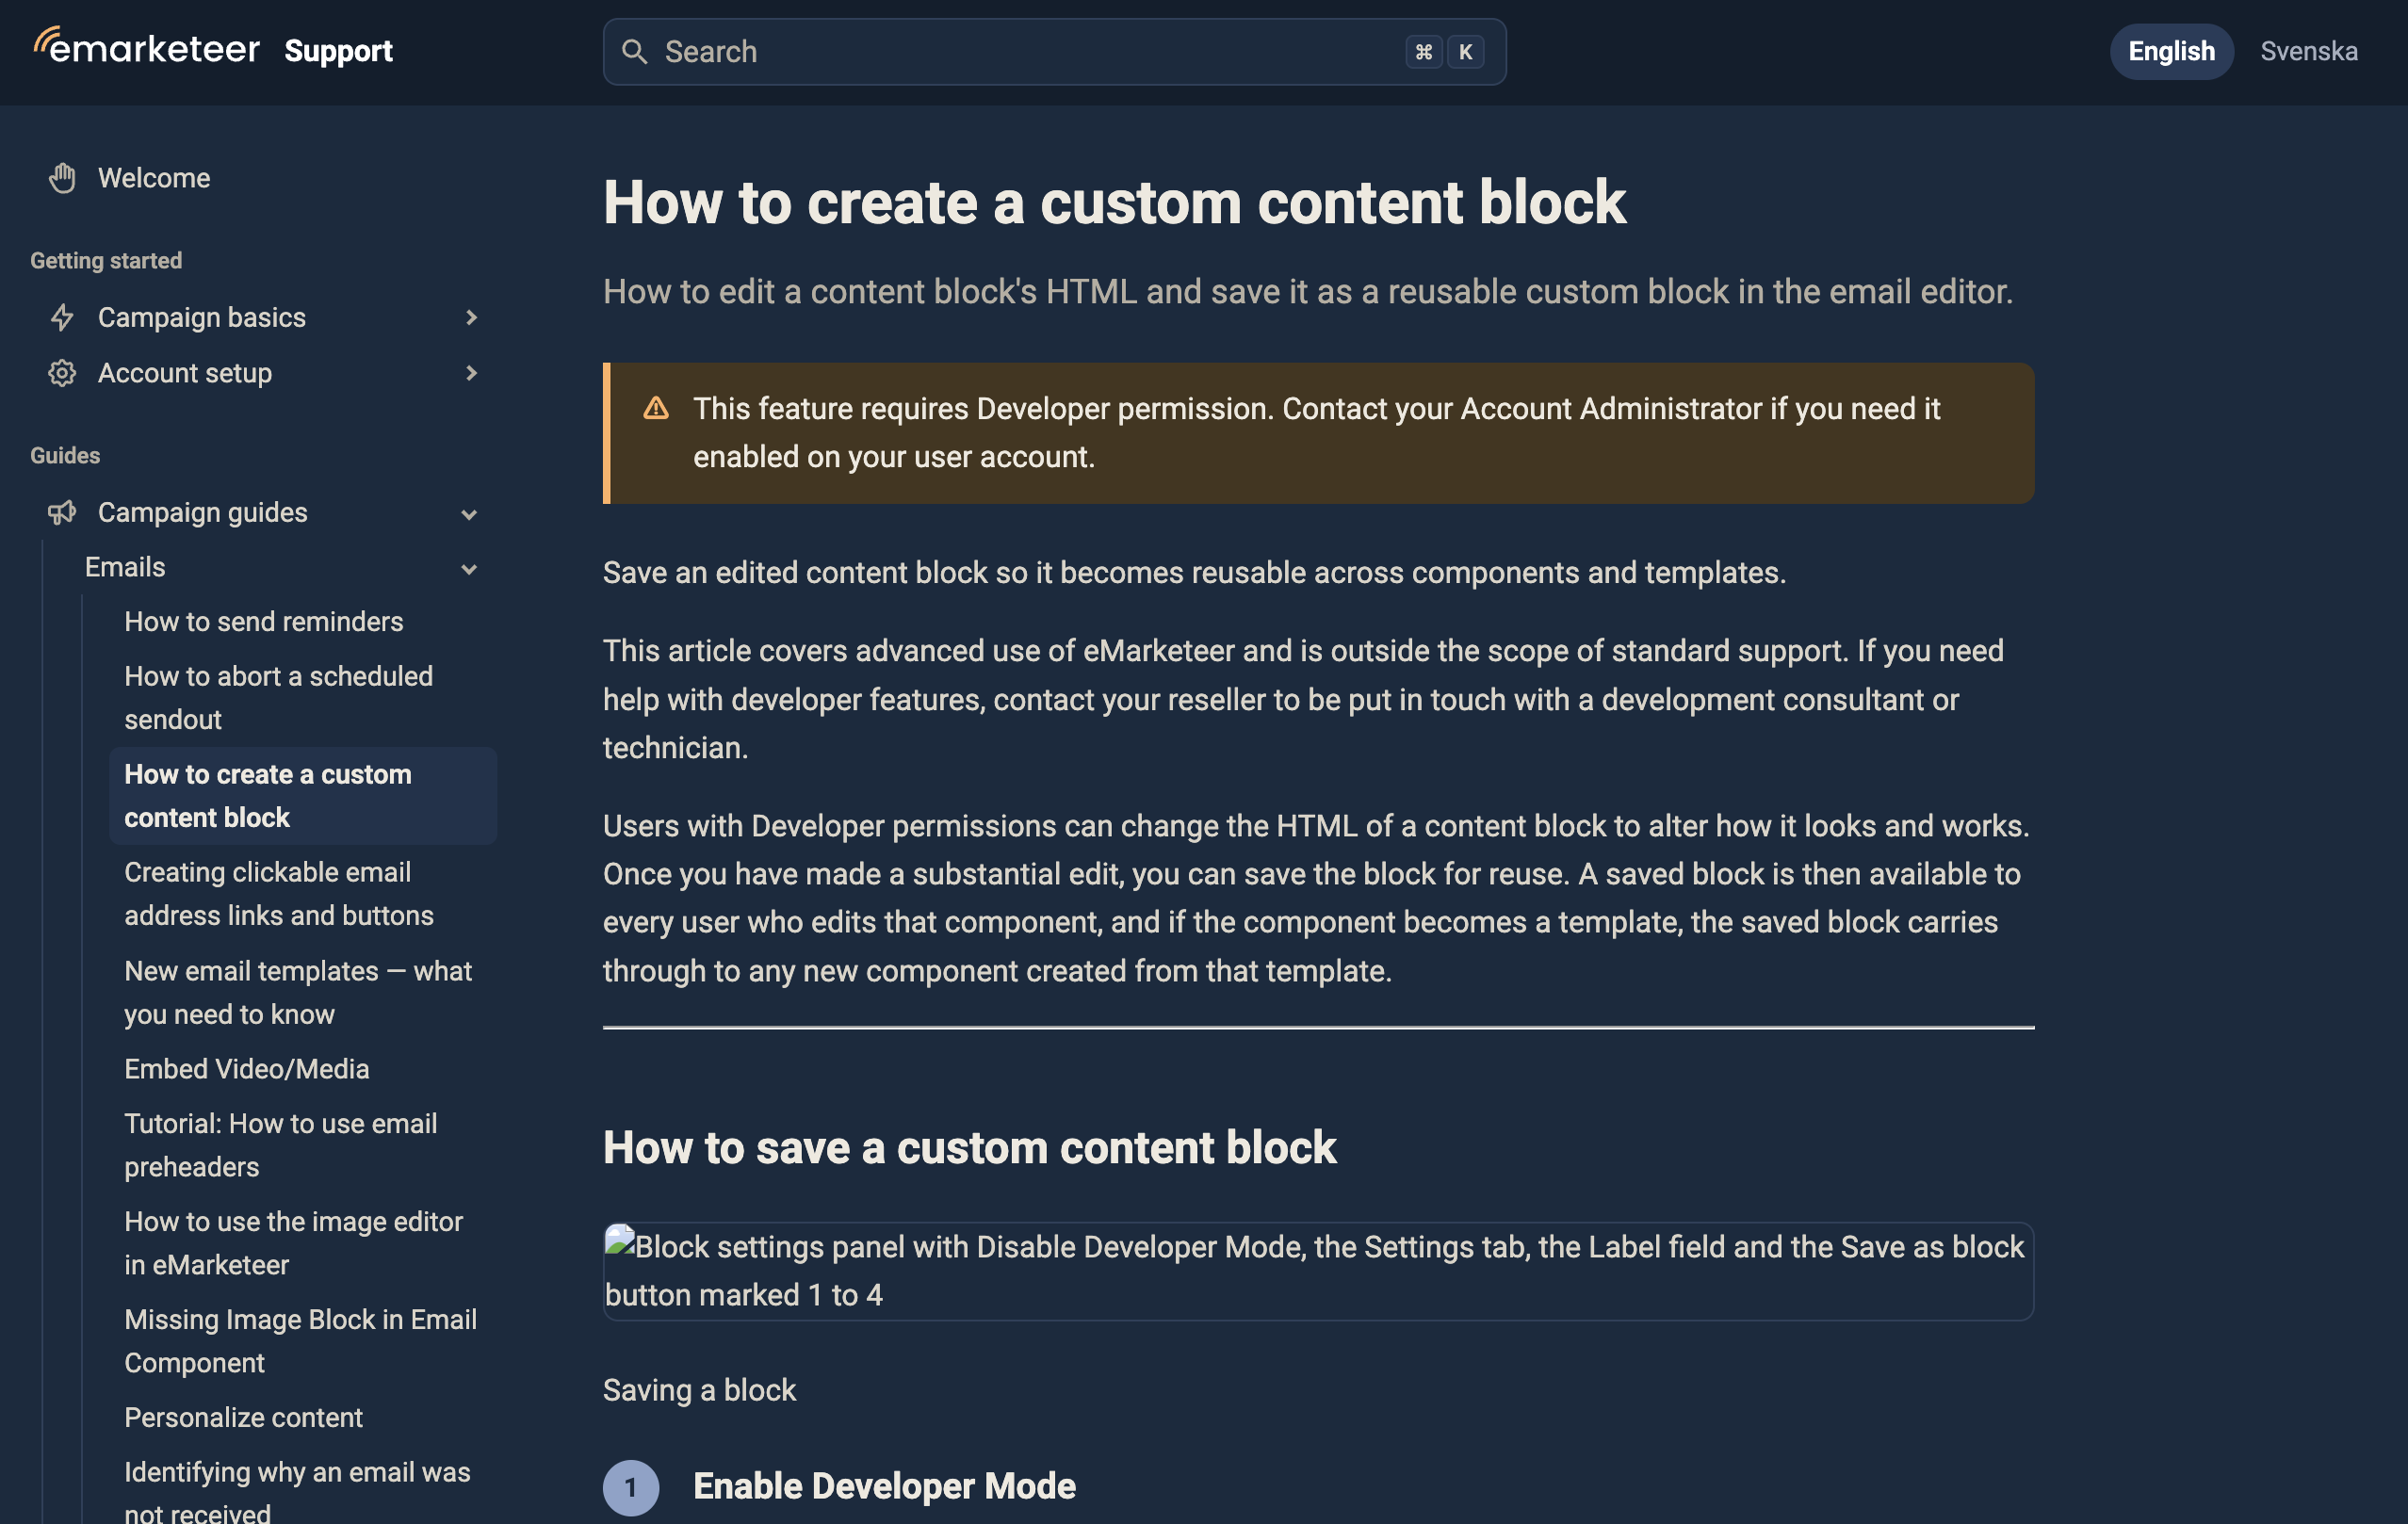 emarketeer Support
Search
⌘ K
English
Svenska
Welcome
Getting started
Campaign basics
Account setup
Guides
Campaign guides
Emails
How to send reminders
How to abort a scheduled
sendout
How to create a custom
content block
Creating clickable email
address links and buttons
New email templates — what
you need to know
Embed Video/Media
Tutorial: How to use email
preheaders
How to use the image editor
in eMarketeer
Missing Image Block in Email
Component
Personalize content
Identifying why an email was
not received
How to create a custom content block
How to edit a content block's HTML and save it as a reusable custom block in the email editor.
This feature requires Developer permission. Contact your Account Administrator if you need it
enabled on your user account.
Save an edited content block so it becomes reusable across components and templates.
This article covers advanced use of eMarketeer and is outside the scope of standard support. If you need
help with developer features, contact your reseller to be put in touch with a development consultant or
technician.
Users with Developer permissions can change the HTML of a content block to alter how it looks and works.
Once you have made a substantial edit, you can save the block for reuse. A saved block is then available to
every user who edits that component, and if the component becomes a template, the saved block carries
through to any new component created from that template.
How to save a custom content block
Block settings panel with Disable Developer Mode, the Settings tab, the Label field and the Save as block
button marked 1 to 4
Saving a block
1 Enable Developer Mode